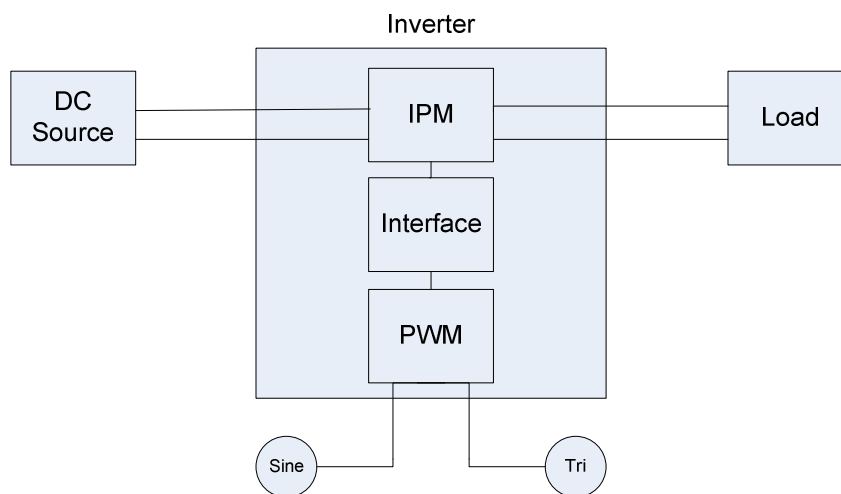 Inverter
DC
Source
IPM
Load
Interface
PWM
Sine
Tri